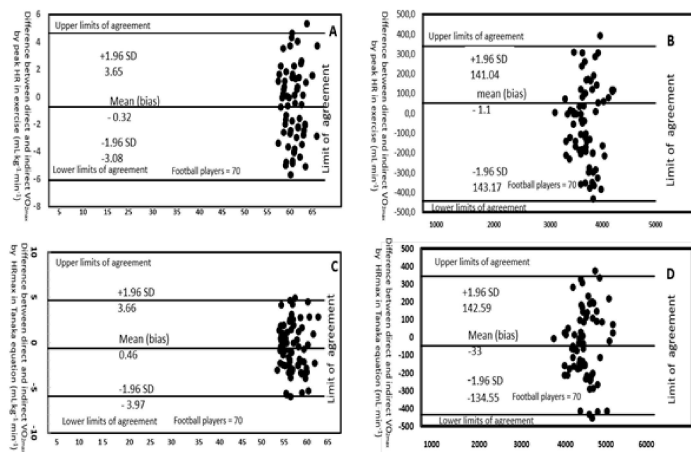 Difference between direct and indirect VO2max
by peak HR in exercise (mL kg-1 min-1)
6
4
2
0
-2
-4
-6
8
Upper limits of agreement
A
+1.96 SD
3.65
Mean (bias)
- 0.32
-1.96 SD
-3.08
Lower limits of agreement
Football players = 70
Limit of agreement
5 10 15 20 25 30 35 40 45 50 55 60 65
Difference between direct and indirect VO2max
by peak HR in exercise (mL min-1)
500,0
400,0
300,0
200,0
100,0
0,0
-100,0
-200,0
-300,0
-400,0
500,0
Upper limits of agreement
B
+1.96 SD
141.04
mean (bias)
- 1.1
-1.96 SD
143.17
Football players = 70
Lower limits of agreement
Limit of agreement
1000 2000 3000 4000 5000
Difference between direct and indirect VO2max
by HRmax in Tanaka equation (mL kg-1 min-1)
10
5
0
-5
-10
Upper limits of agreement
C
+1.96 SD
3.66
Mean (bias)
0.46
-1.96 SD
- 3.97
Lower limits of agreement
Football players = 70
Limit of agreement
5 10 15 20 25 30 35 40 45 50 55 60 65
Difference between direct and indirect VO2max
by HRmax in Tanaka equation (mL min-1)
500
400
300
200
100
0
-100
-200
-300
-400
-500
Upper limits of agreement
D
+1.96 SD
142.59
Mean (bias)
-33
-1.96 SD
-134.55
Football players = 70
Lower limits of agreement
Limit of agreement
1000 2000 3000 4000 5000 6000